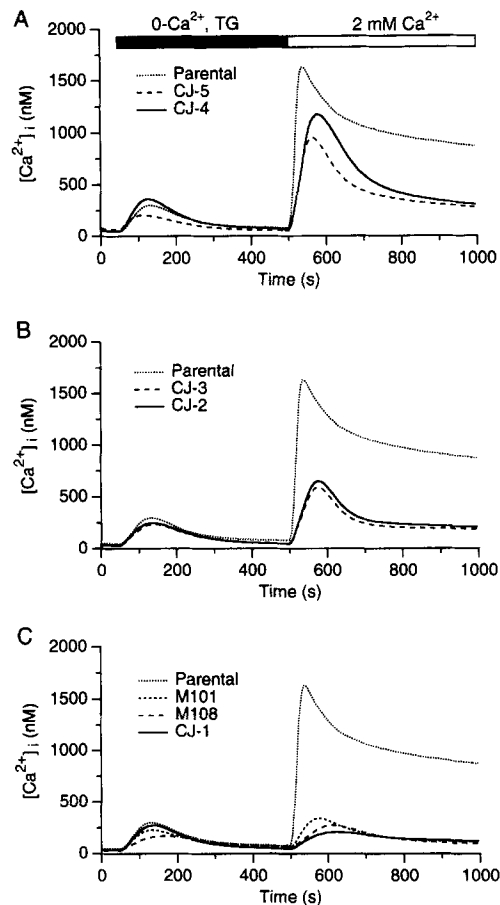 A
0-Ca²⁺, TG
2 mM Ca²⁺
2000
1500
1000
500
0
[Ca²⁺]ᵢ (nM)
Parental
CJ-5
CJ-4
0
200
400
600
800
1000
Time (s)
B
2000
1500
1000
500
0
[Ca²⁺]ᵢ (nM)
Parental
CJ-3
CJ-2
0
200
400
600
800
1000
Time (s)
C
2000
1500
1000
500
0
[Ca²⁺]ᵢ (nM)
Parental
M101
M108
CJ-1
0
200
400
600
800
1000
Time (s)